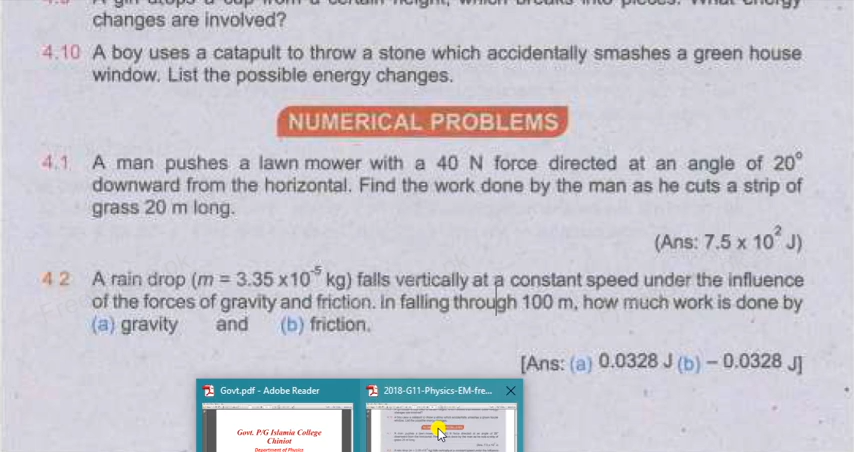 changes are involved?
4.10 A boy uses a catapult to throw a stone which accidentally smashes a green house
window. List the possible energy changes.
NUMERICAL PROBLEMS
4.1 A man pushes a lawn mower with a 40 N force directed at an angle of 20°
downward from the horizontal. Find the work done by the man as he cuts a strip of
grass 20 m long.
(Ans: 7.5 x 10² J)
4 2 A rain drop (m = 3.35 x10⁻⁵ kg) falls vertically at a constant speed under the influence
of the forces of gravity and friction. in falling through 100 m, how much work is done by
(a) gravity and (b) friction.
[Ans: (a) 0.0328 J (b) – 0.0328 J]
Govt.pdf - Adobe Reader
2018-G11-Physics-EM-fre...
Govt. P/G Islamia College
Chiniot
Department of Physics